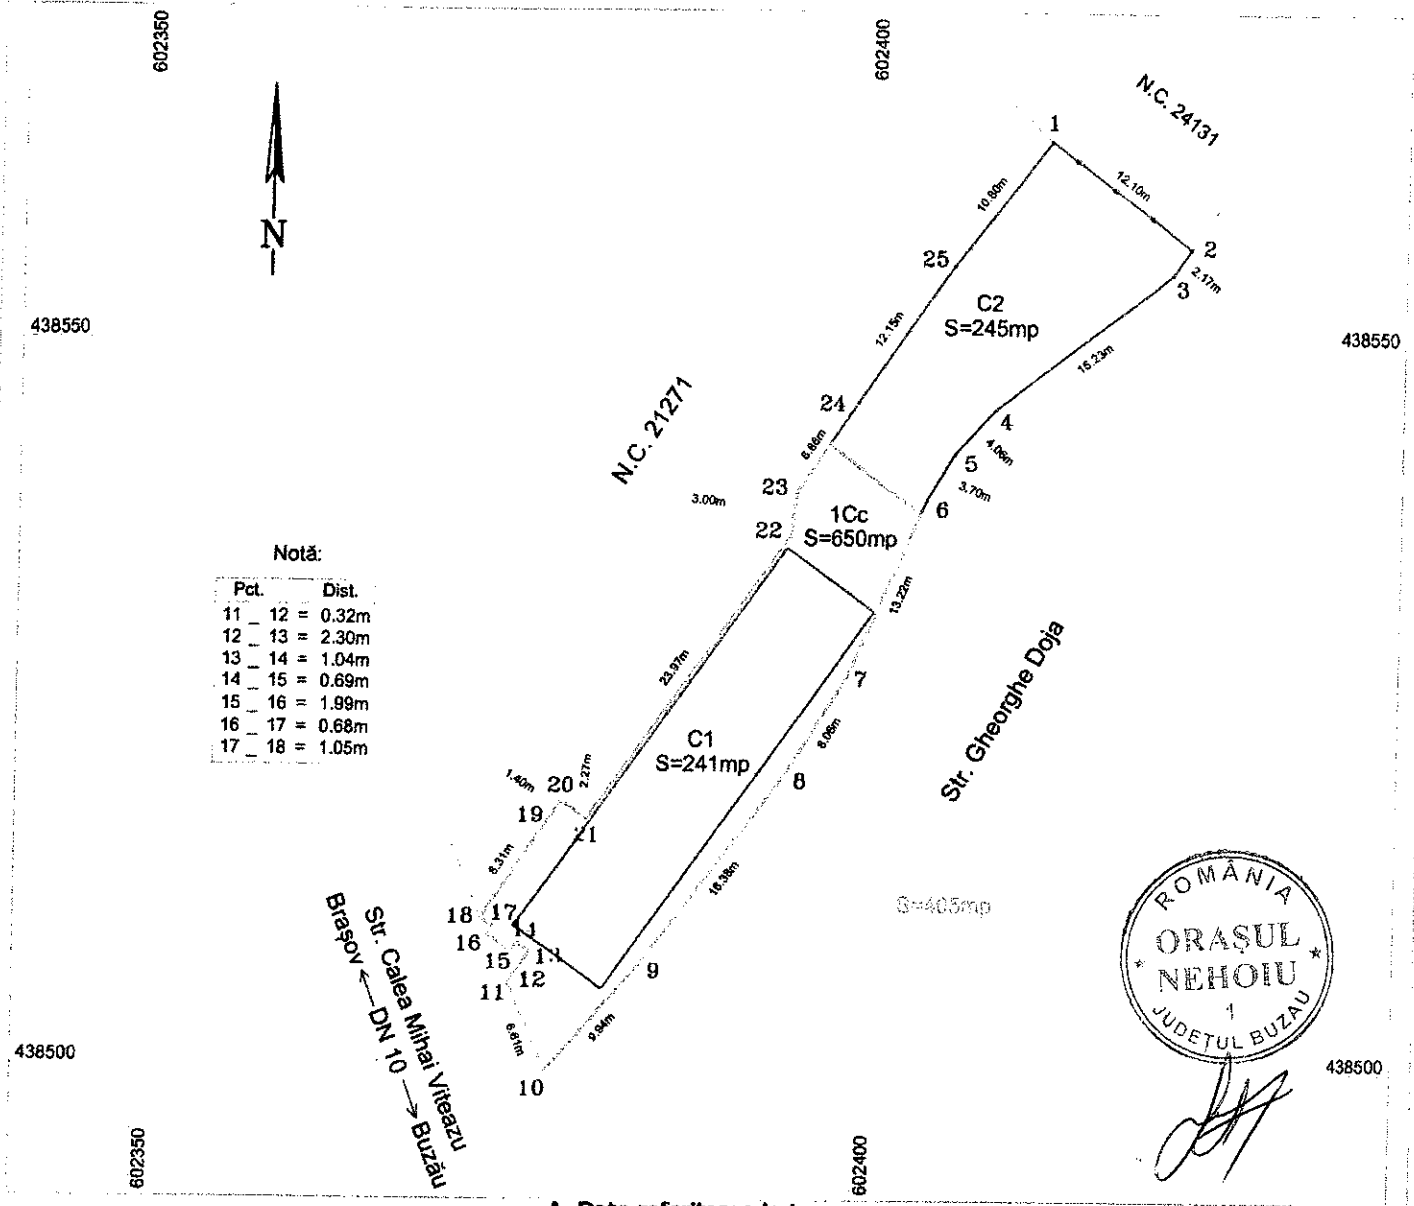 602350
602400
N
N.C. 24131
1
12.10m
10.80m
2
25
2.17m
3
C2
S=245mp
438550
438550
12.15m
15.23m
24
4
N.C. 21271
4.06m
5
3.70m
23
3.00m
6
1Cc
S=650mp
22
13.22m
Notă:
Pct. Dist.
11 _ 12 = 0.32m
12 _ 13 = 2.30m
13 _ 14 = 1.04m
14 _ 15 = 0.69m
15 _ 16 = 1.99m
16 _ 17 = 0.68m
17 _ 18 = 1.05m
23.97m
7
Str. Gheorghe Doja
C1
S=241mp
8.06m
8
1.40m
20
2.27m
19
21
8.31m
16.38m
S=405mp
18
17
14
16
13
15
12
11
9
6.61m
9.94m
10
Str. Calea Mihai Viteazu
Brașov ← DN 10 → Buzău
ROMÂNIA
ORAȘUL
NEHOIU
1
JUDEȚUL BUZAU
438500
438500
602350
602400